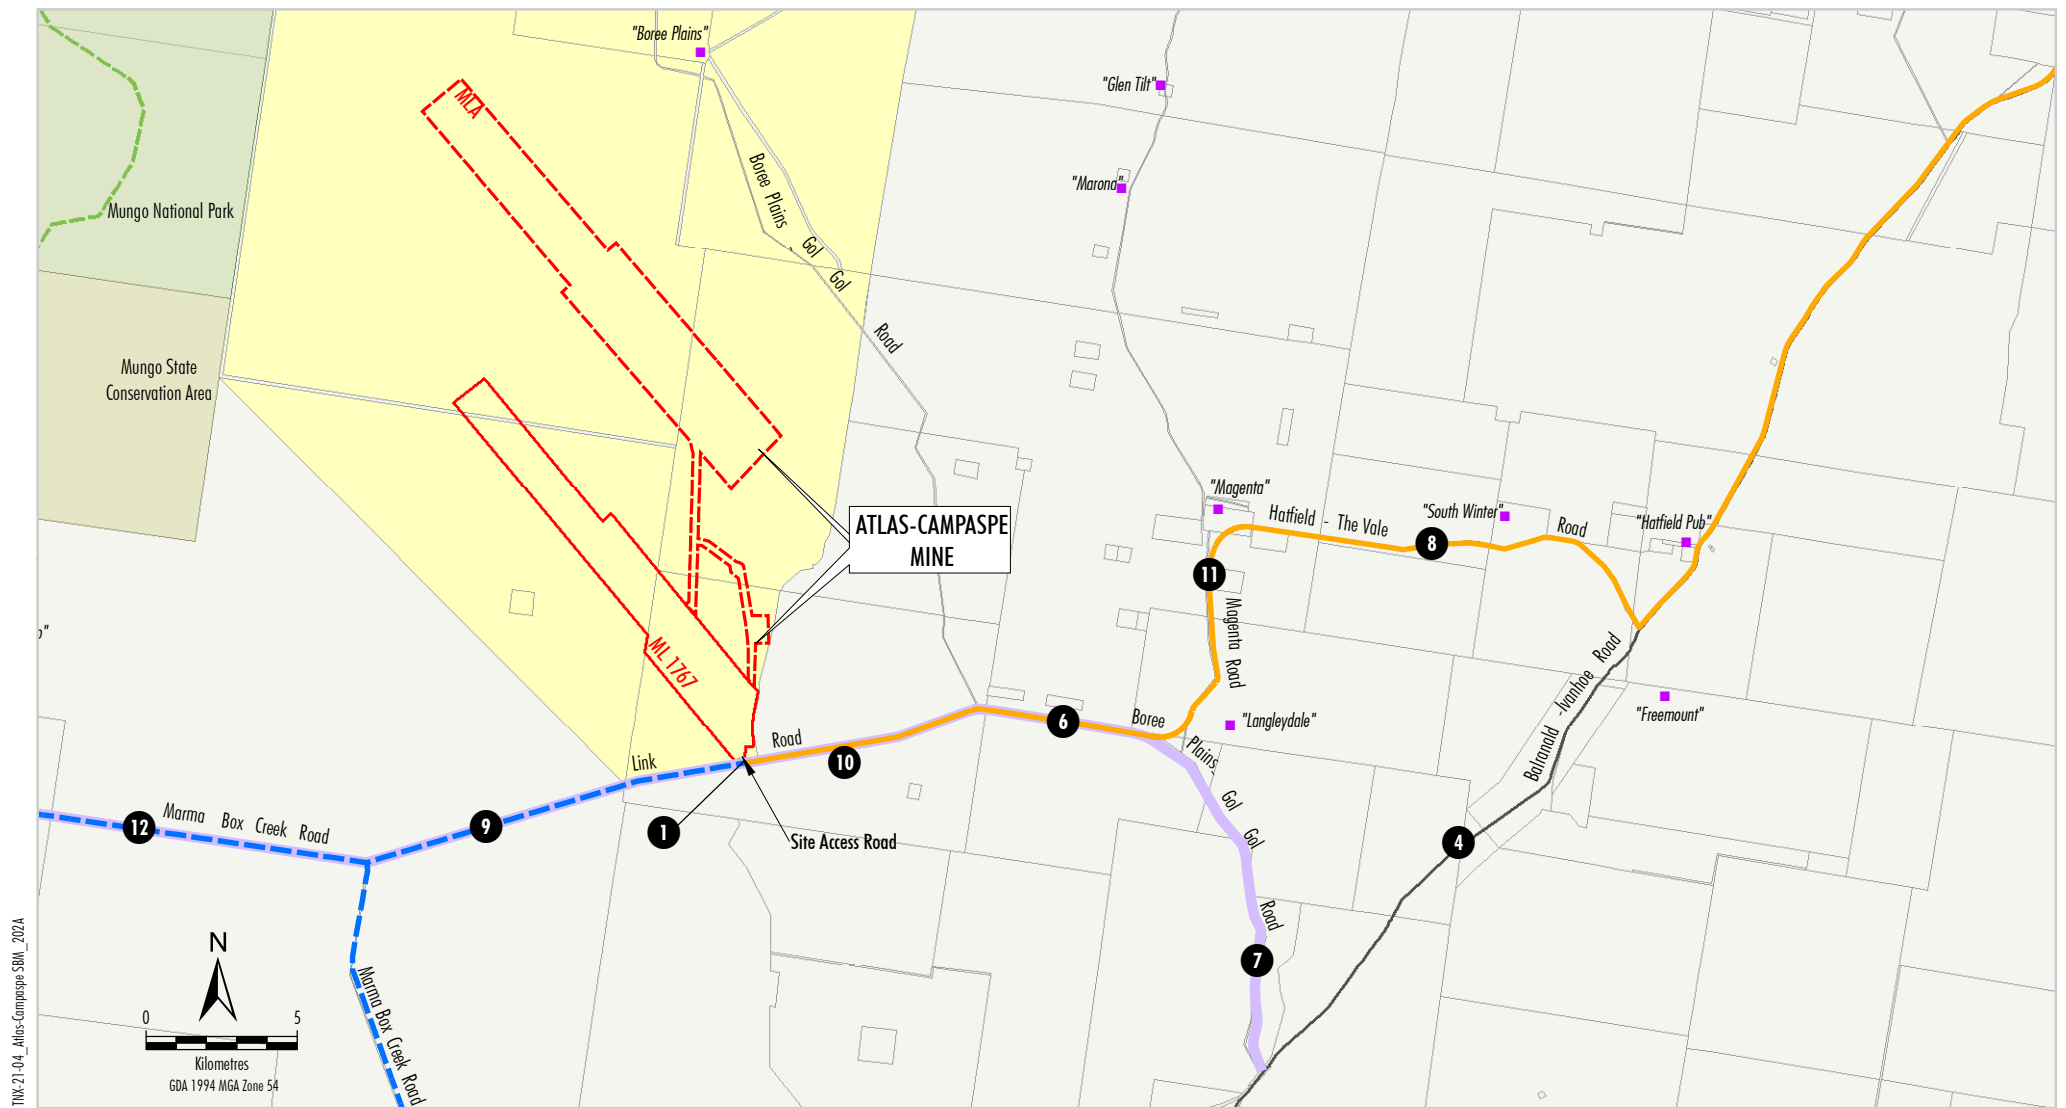 "Boree Plains"
"Glen Tilt"
MLA
Boree Plains
"Marona"
Mungo National Park
Gol
Gol
Road
Mungo State
Conservation Area
"Magenta"
Hatfield - The Vale
"South Winter"
Road
"Hatfield Pub"
ATLAS-CAMPASPE
MINE
8
11
Magenta Road
ML 1767
Balranald -Ivanhoe Road
"Freemount"
"Langleydale"
6
Boree
Plains
Road
Link
10
Gol
Gol
12
Marma Box Creek Road
9
1
Site Access Road
4
Road
7
N
Marma Box Creek Road
0 5
Kilometres
GDA 1994 MGA Zone 54
TNX-21-04_Atlas-Campaspe SBM_202A